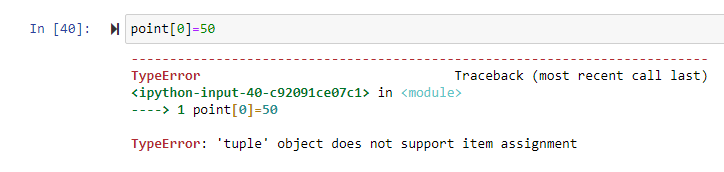 In [40]: point[0]=50
---------------------------------------------------------------------------
TypeError                                 Traceback (most recent call last)
<ipython-input-40-c92091ce07c1> in <module>
----> 1 point[0]=50

TypeError: 'tuple' object does not support item assignment